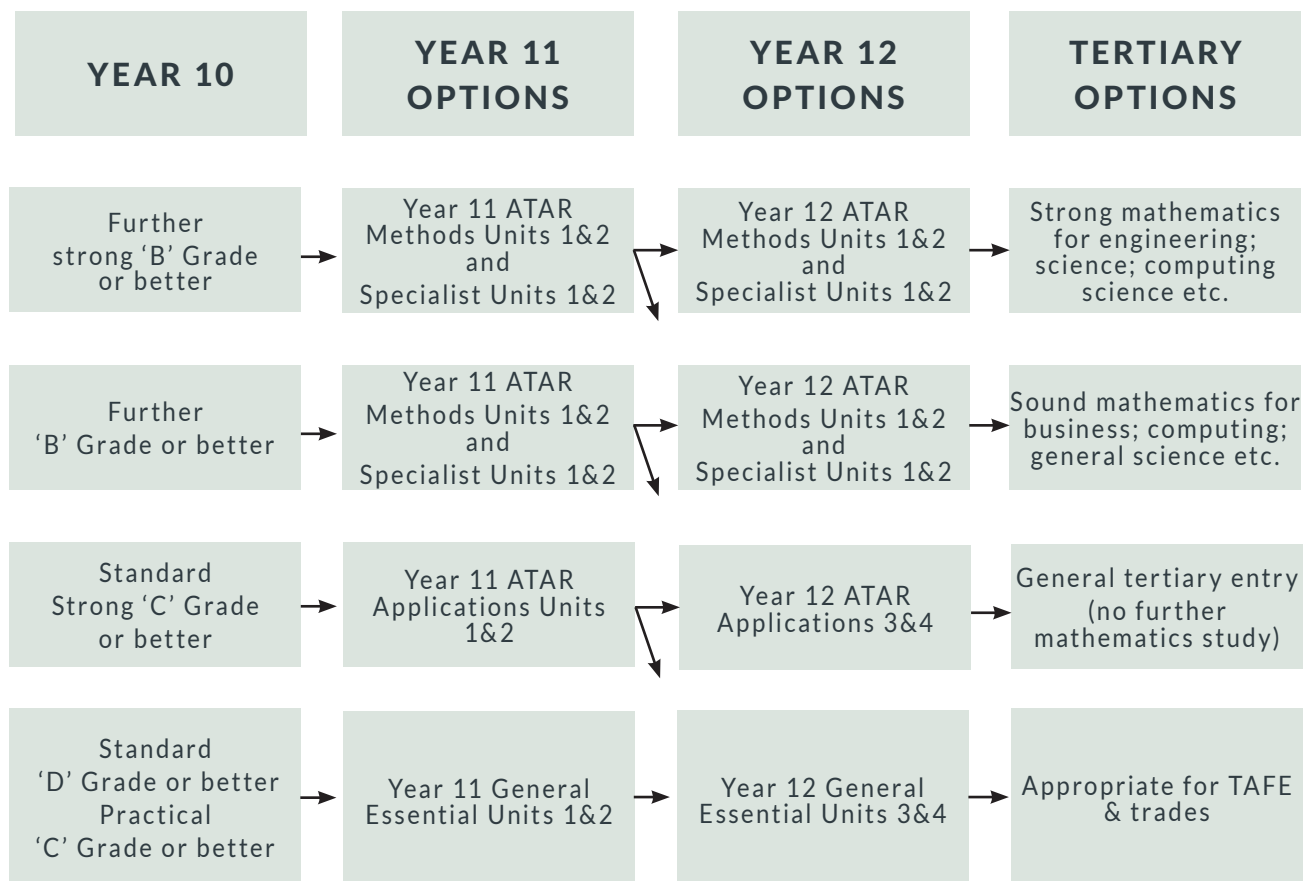 YEAR 10
YEAR 11
OPTIONS
YEAR 12
OPTIONS
TERTIARY
OPTIONS
Further
strong ‘B’ Grade
or better
Year 11 ATAR
Methods Units 1&2
and
Specialist Units 1&2
Year 12 ATAR
Methods Units 1&2
and
Specialist Units 1&2
Strong mathematics
for engineering;
science; computing
science etc.
Further
‘B’ Grade or better
Year 11 ATAR
Methods Units 1&2
and
Specialist Units 1&2
Year 12 ATAR
Methods Units 1&2
and
Specialist Units 1&2
Sound mathematics for
business; computing;
general science etc.
Standard
Strong ‘C’ Grade
or better
Year 11 ATAR
Applications Units
1&2
Year 12 ATAR
Applications 3&4
General tertiary entry
(no further
mathematics study)
Standard
‘D’ Grade or better
Practical
‘C’ Grade or better
Year 11 General
Essential Units 1&2
Year 12 General
Essential Units 3&4
Appropriate for TAFE
& trades